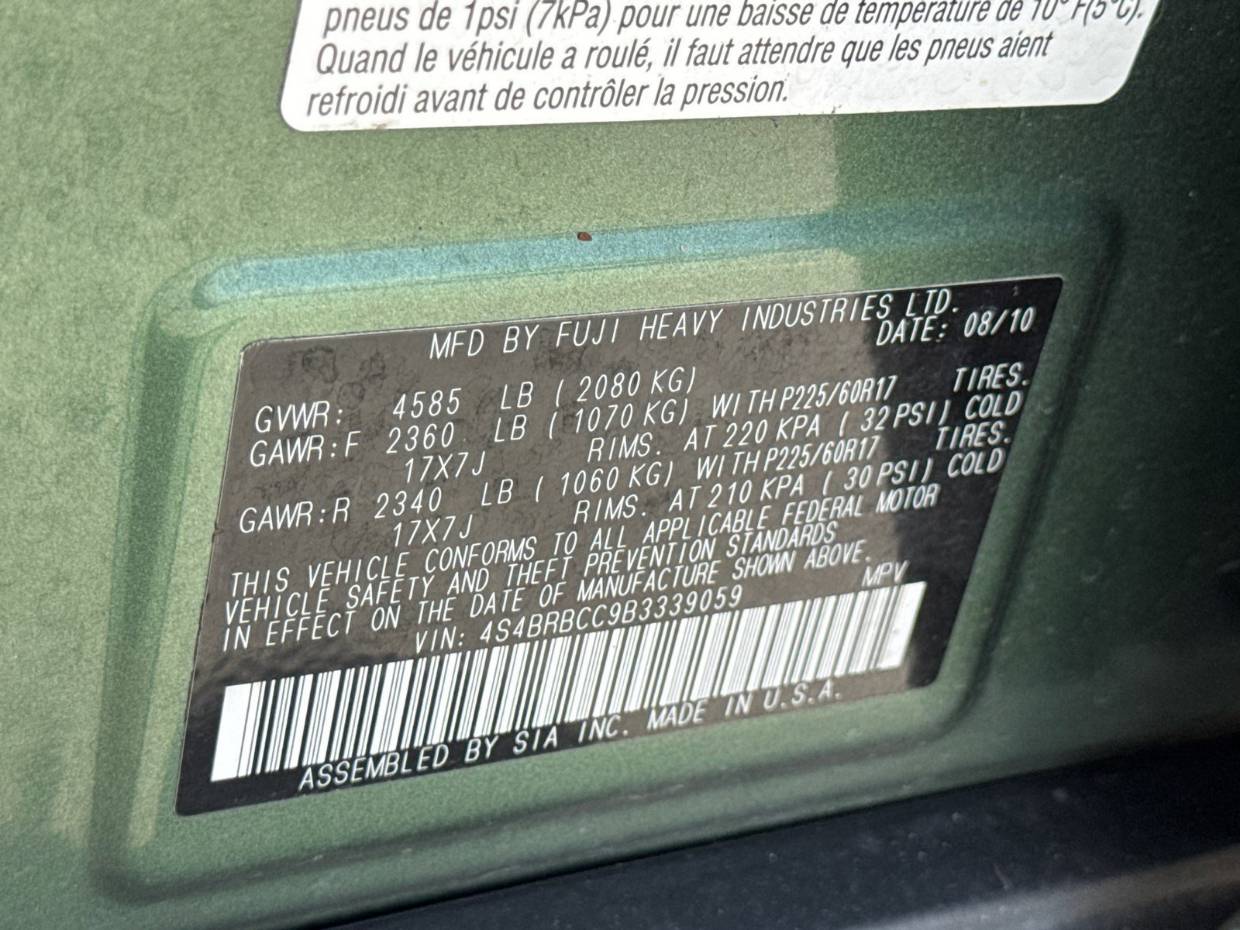 pneus de 1psi (7kPa) pour une baisse de température de 10°F(5°C).
Quand le véhicule a roulé, il faut attendre que les pneus aient
refroidi avant de contrôler la pression.
MFD BY FUJI HEAVY INDUSTRIES LTD.
DATE: 08/10
GVWR: 4585 LB ( 2080 KG)
GAWR:F 2360 LB ( 1070 KG) WITH P225/60R17 TIRES.
17X7J RIMS. AT 220 KPA ( 32 PSI) COLD
GAWR:R 2340 LB ( 1060 KG) WITH P225/60R17 TIRES.
17X7J RIMS. AT 210 KPA ( 30 PSI) COLD
THIS VEHICLE CONFORMS TO ALL APPLICABLE FEDERAL MOTOR
VEHICLE SAFETY AND THEFT PREVENTION STANDARDS
IN EFFECT ON THE DATE OF MANUFACTURE SHOWN ABOVE.
VIN: 4S4BRBCC9B3339059 MPV
ASSEMBLED BY SIA INC. MADE IN U.S.A.